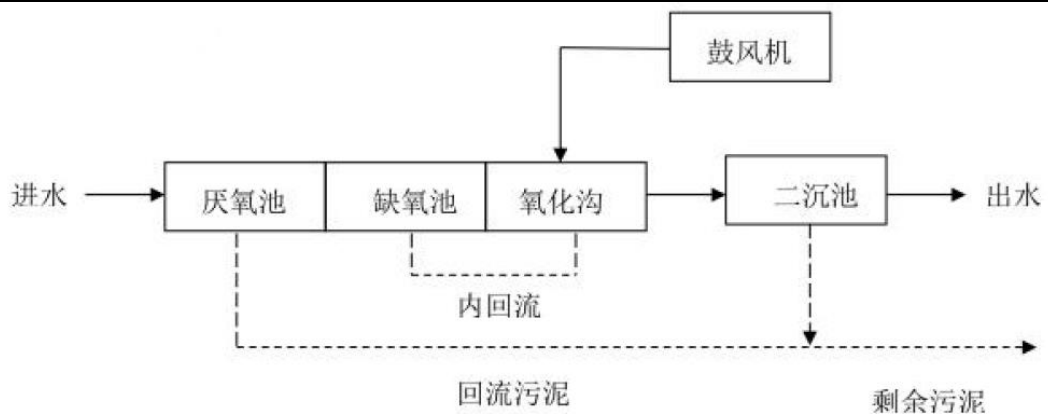 鼓风机
进水
厌氧池
缺氧池
氧化沟
二沉池
出水
内回流
回流污泥
剩余污泥